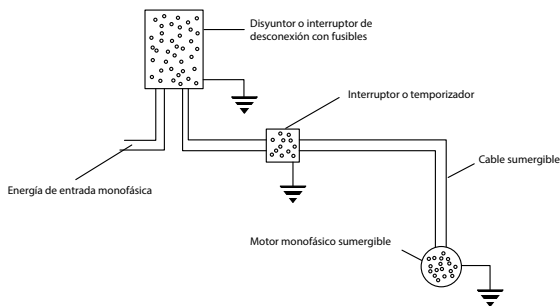 Disyuntor o interruptor de
desconexión con fusibles
Interruptor o temporizador
Cable sumergible
Energía de entrada monofásica
Motor monofásico sumergible